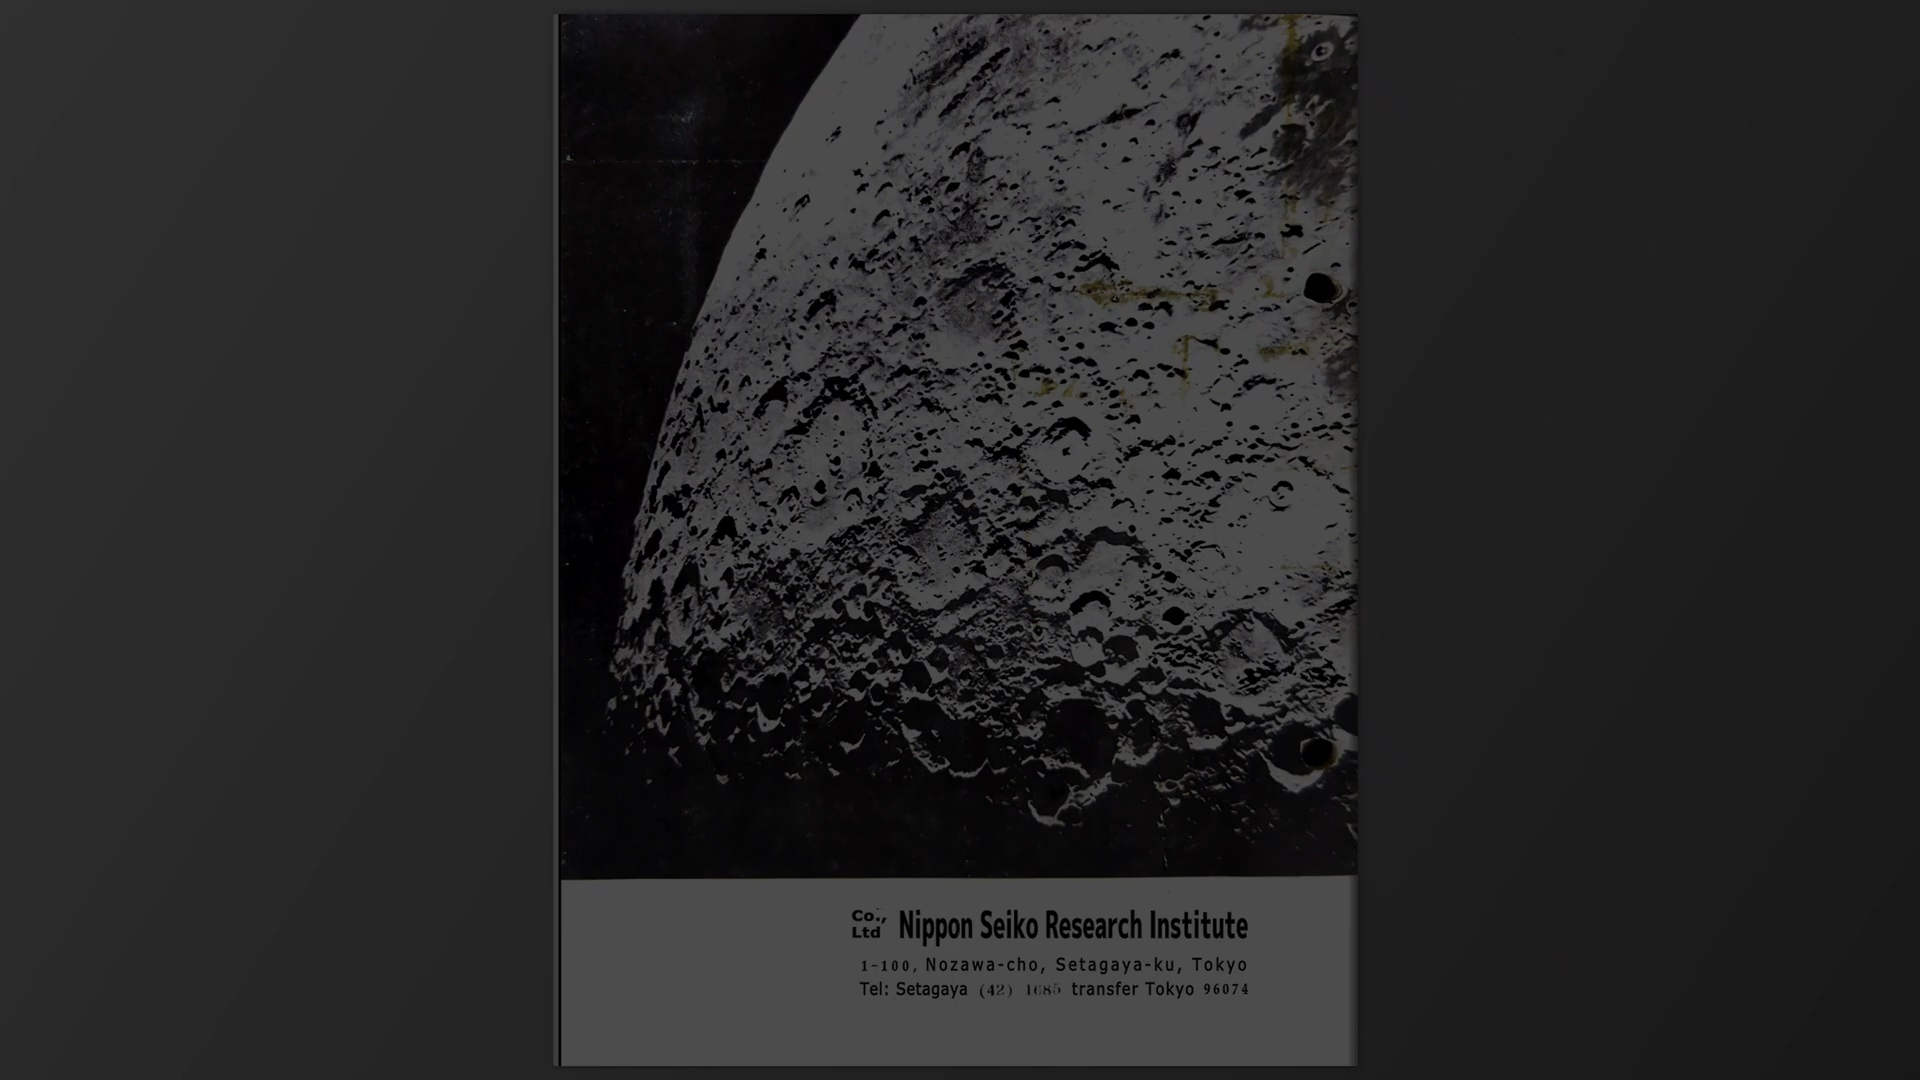 Co., Ltd Nippon Seiko Research Institute
1-100, Nozawa-cho, Setagaya-ku, Tokyo
Tel: Setagaya (42) 1685 transfer Tokyo 96074